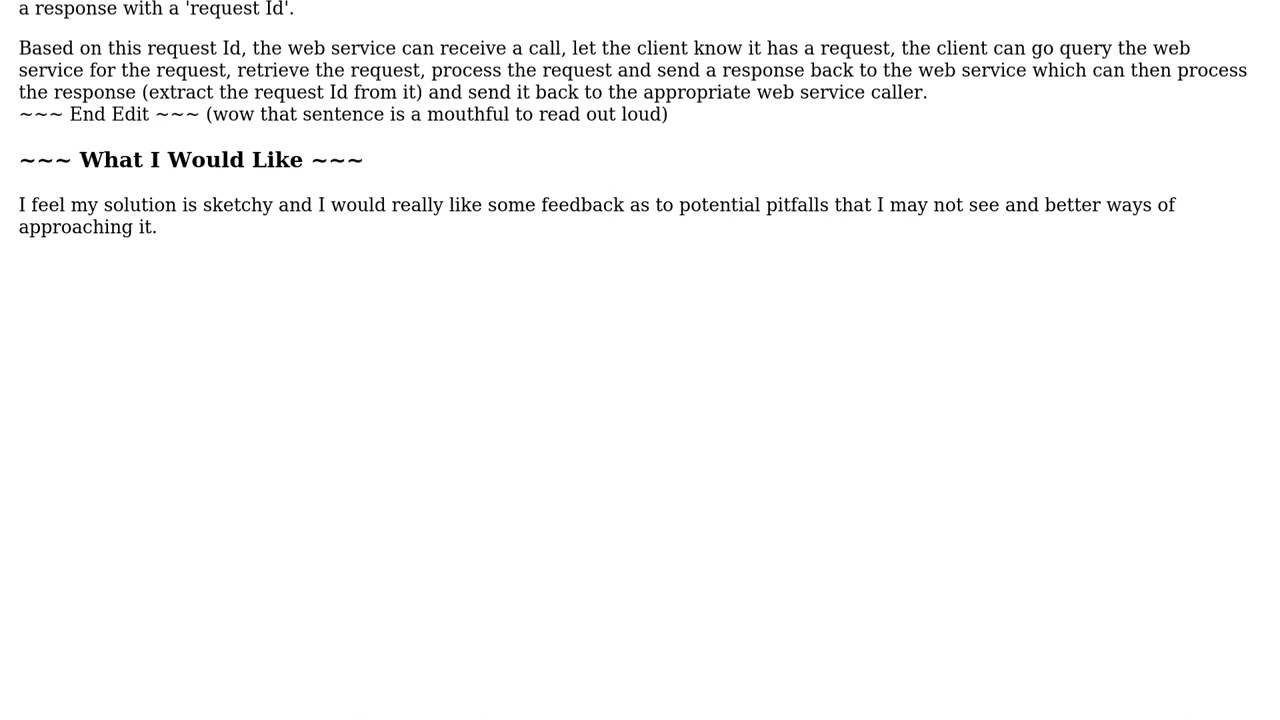 a response with a 'request Id'.
Based on this request Id, the web service can receive a call, let the client know it has a request, the client can go query the web
service for the request, retrieve the request, process the request and send a response back to the web service which can then process
the response (extract the request Id from it) and send it back to the appropriate web service caller.
~~~ End Edit ~~~ (wow that sentence is a mouthful to read out loud)
~~~ What I Would Like ~~~
I feel my solution is sketchy and I would really like some feedback as to potential pitfalls that I may not see and better ways of
approaching it.